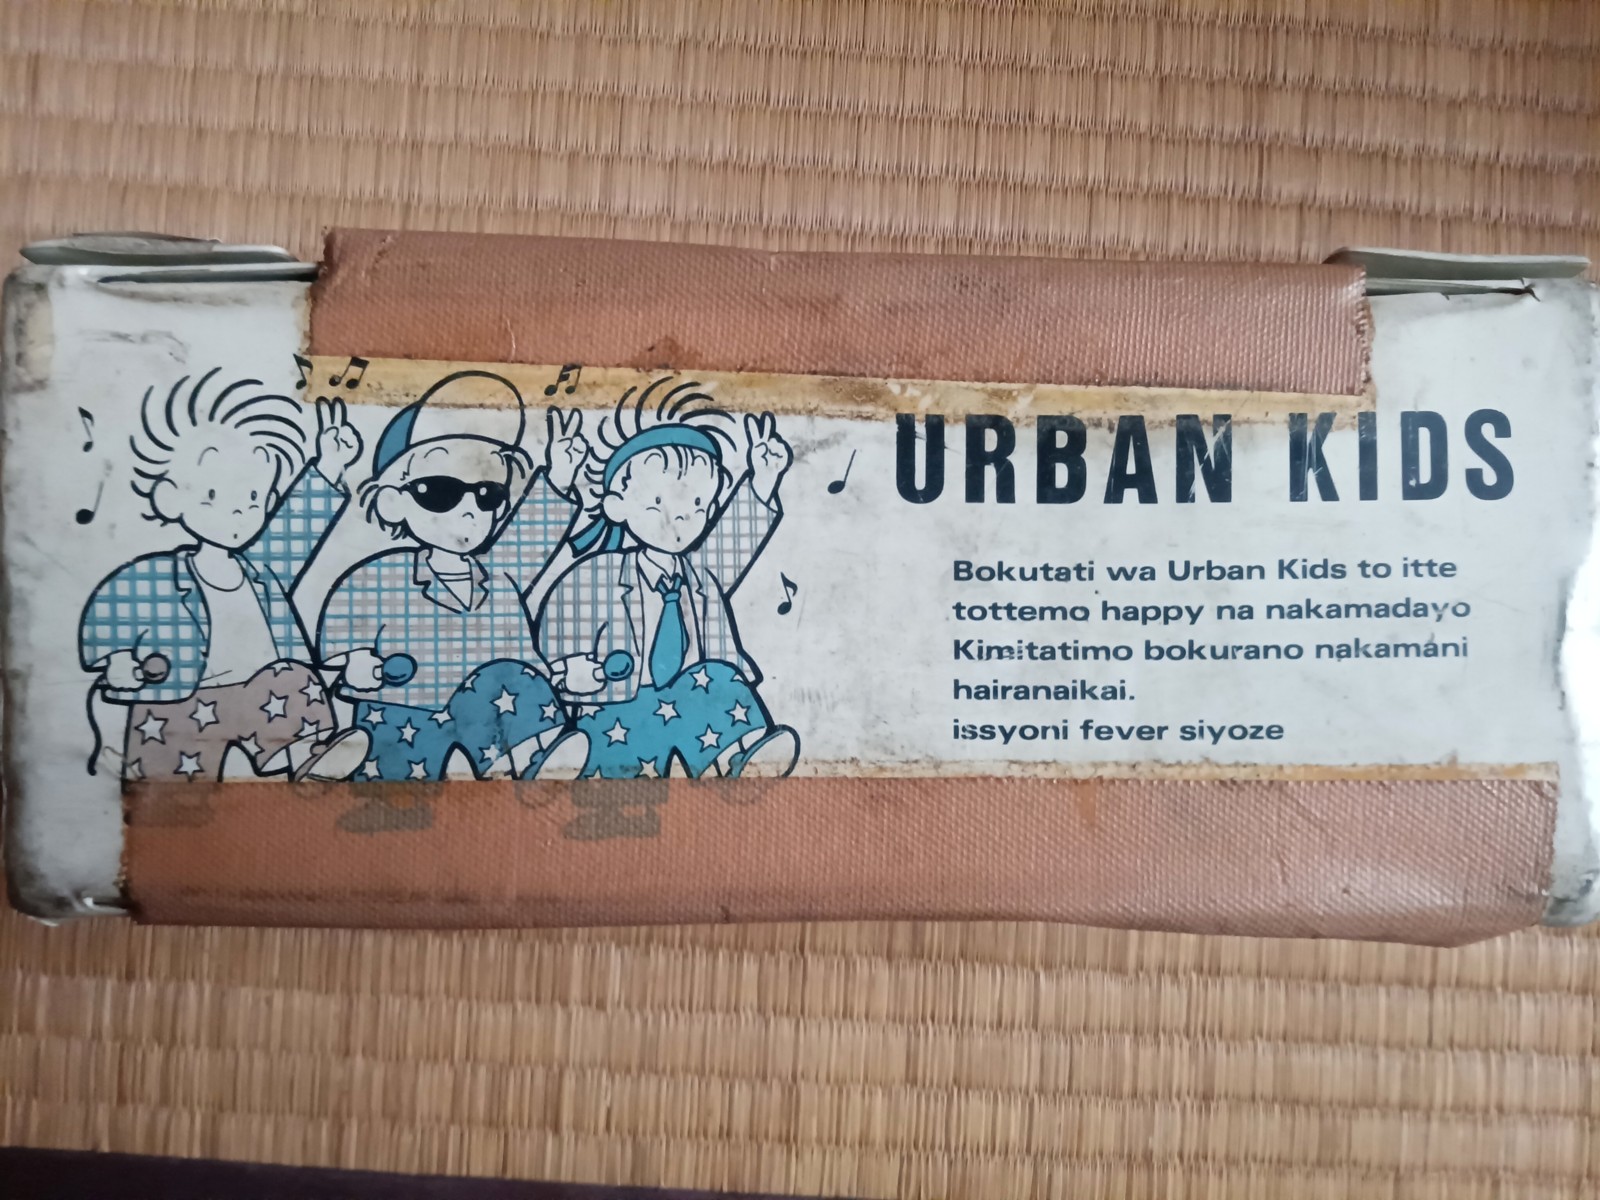 URBAN KIDS
Bokutati wa Urban Kids to itte
tottemo happy na nakamadayo
Kimitatimo bokurano nakamani
hairanaikai.
issyoni fever siyoze